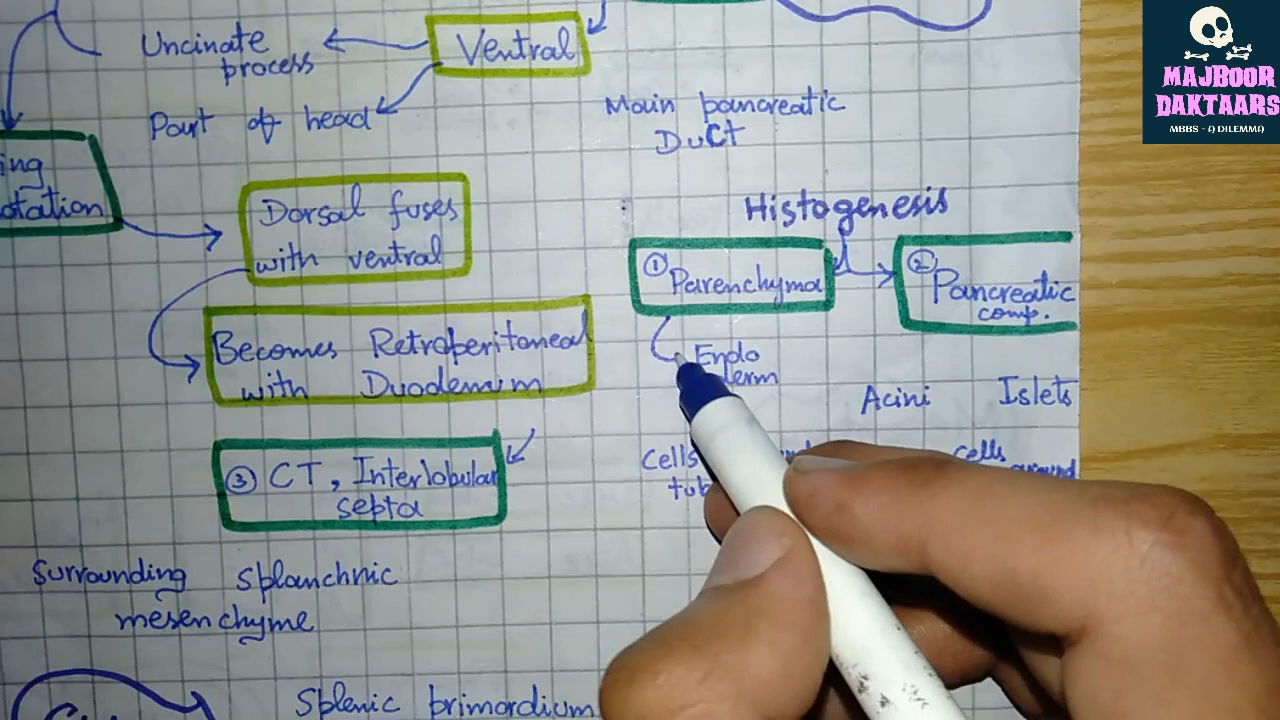 Uncinate
process
Ventral
Part of head
Main pancreatic
Duct
ing
otation
Dorsal fuses
with ventral
Becomes Retroperitoneal
with Duodenum
③ CT, Interlobular
septa
Surrounding splanchnic
mesenchyme
Splenic primordium
Histogenesis
① Parenchyma
② Pancreatic
comp.
Endo
derm
Acini Islets
Cells
cells
around
MAJBOOR
DAKTAARS
MBBS - A DILEMMA